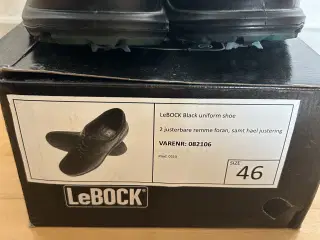 LeBOCK Black uniform shoe
3 justerbare remme foran, samt hæl justering
VARENR: 082106
SIZE
46
LeBOCK®